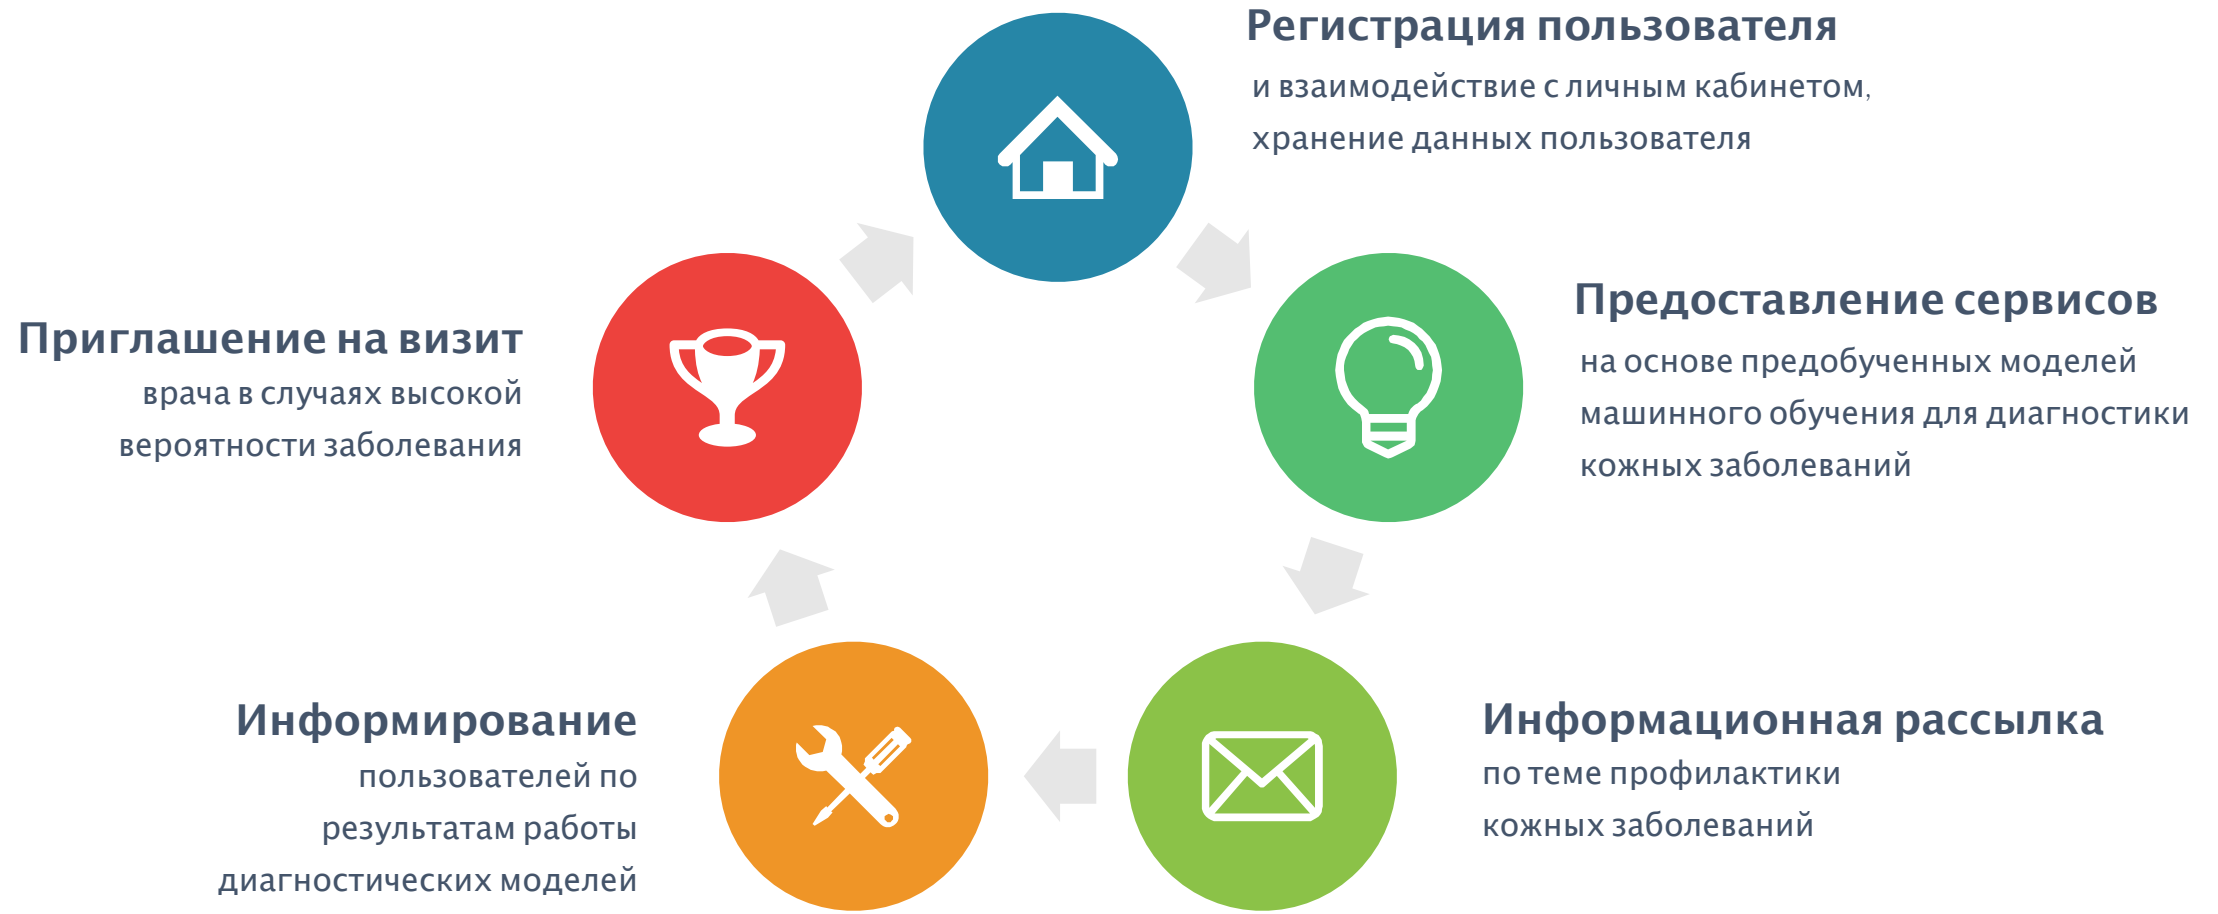 Регистрация пользователя
и взаимодействие с личным кабинетом,
хранение данных пользователя
Предоставление сервисов
на основе предобученных моделей
машинного обучения для диагностики
кожных заболеваний
Информационная рассылка
по теме профилактики
кожных заболеваний
Информирование
пользователей по
результатам работы
диагностических моделей
Приглашение на визит
врача в случаях высокой
вероятности заболевания